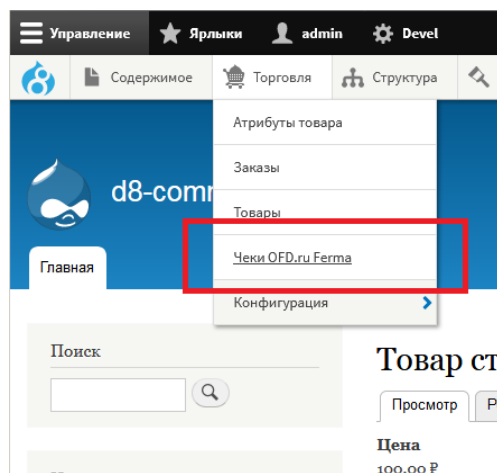 Управление Ярлыки admin Devel
Содержимое Торговля Структура
Атрибуты товара
Заказы
d8-comm
Товары
Чеки OFD.ru Ferma
Главная
Конфигурация
Поиск
Товар ст
Просмотр Р
Цена
100,00 ₽